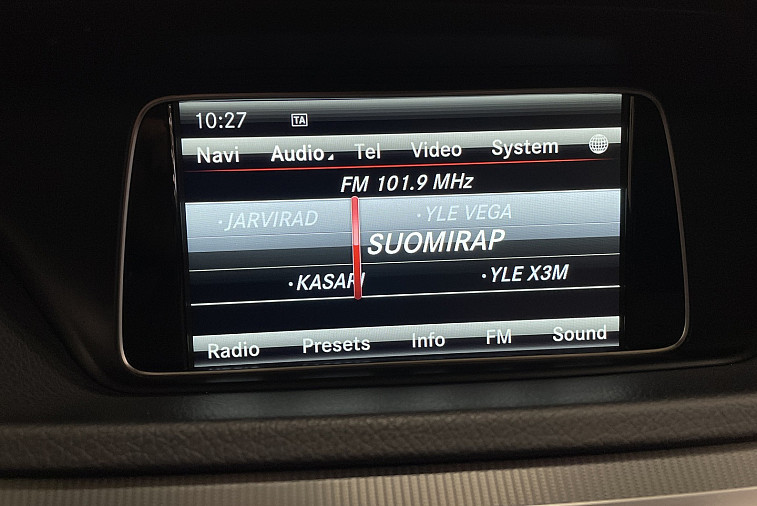 10:27 TA
Navi Audio Tel Video System
FM 101.9 MHz
·JARVIRAD ·YLE VEGA
SUOMIRAP
·KASARI ·YLE X3M
Radio Presets Info FM Sound